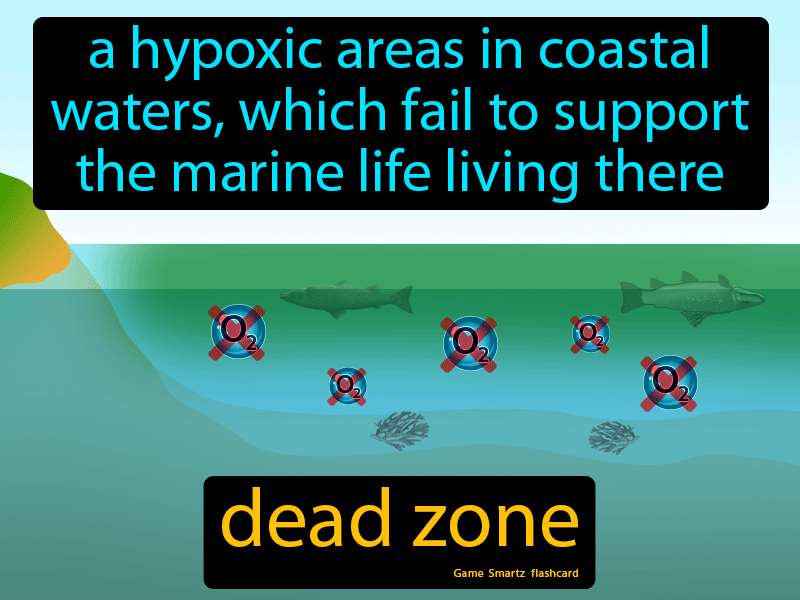 a hypoxic areas in coastal
waters, which fail to support
the marine life living there
O2
O2
O2
O2
O2
dead zone
Game Smartz flashcard